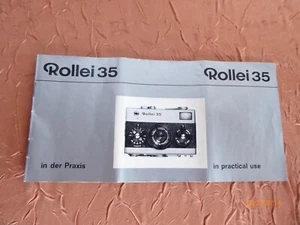 Rollei 35
Rollei 35
Rollei 35
in der Praxis
in practical use